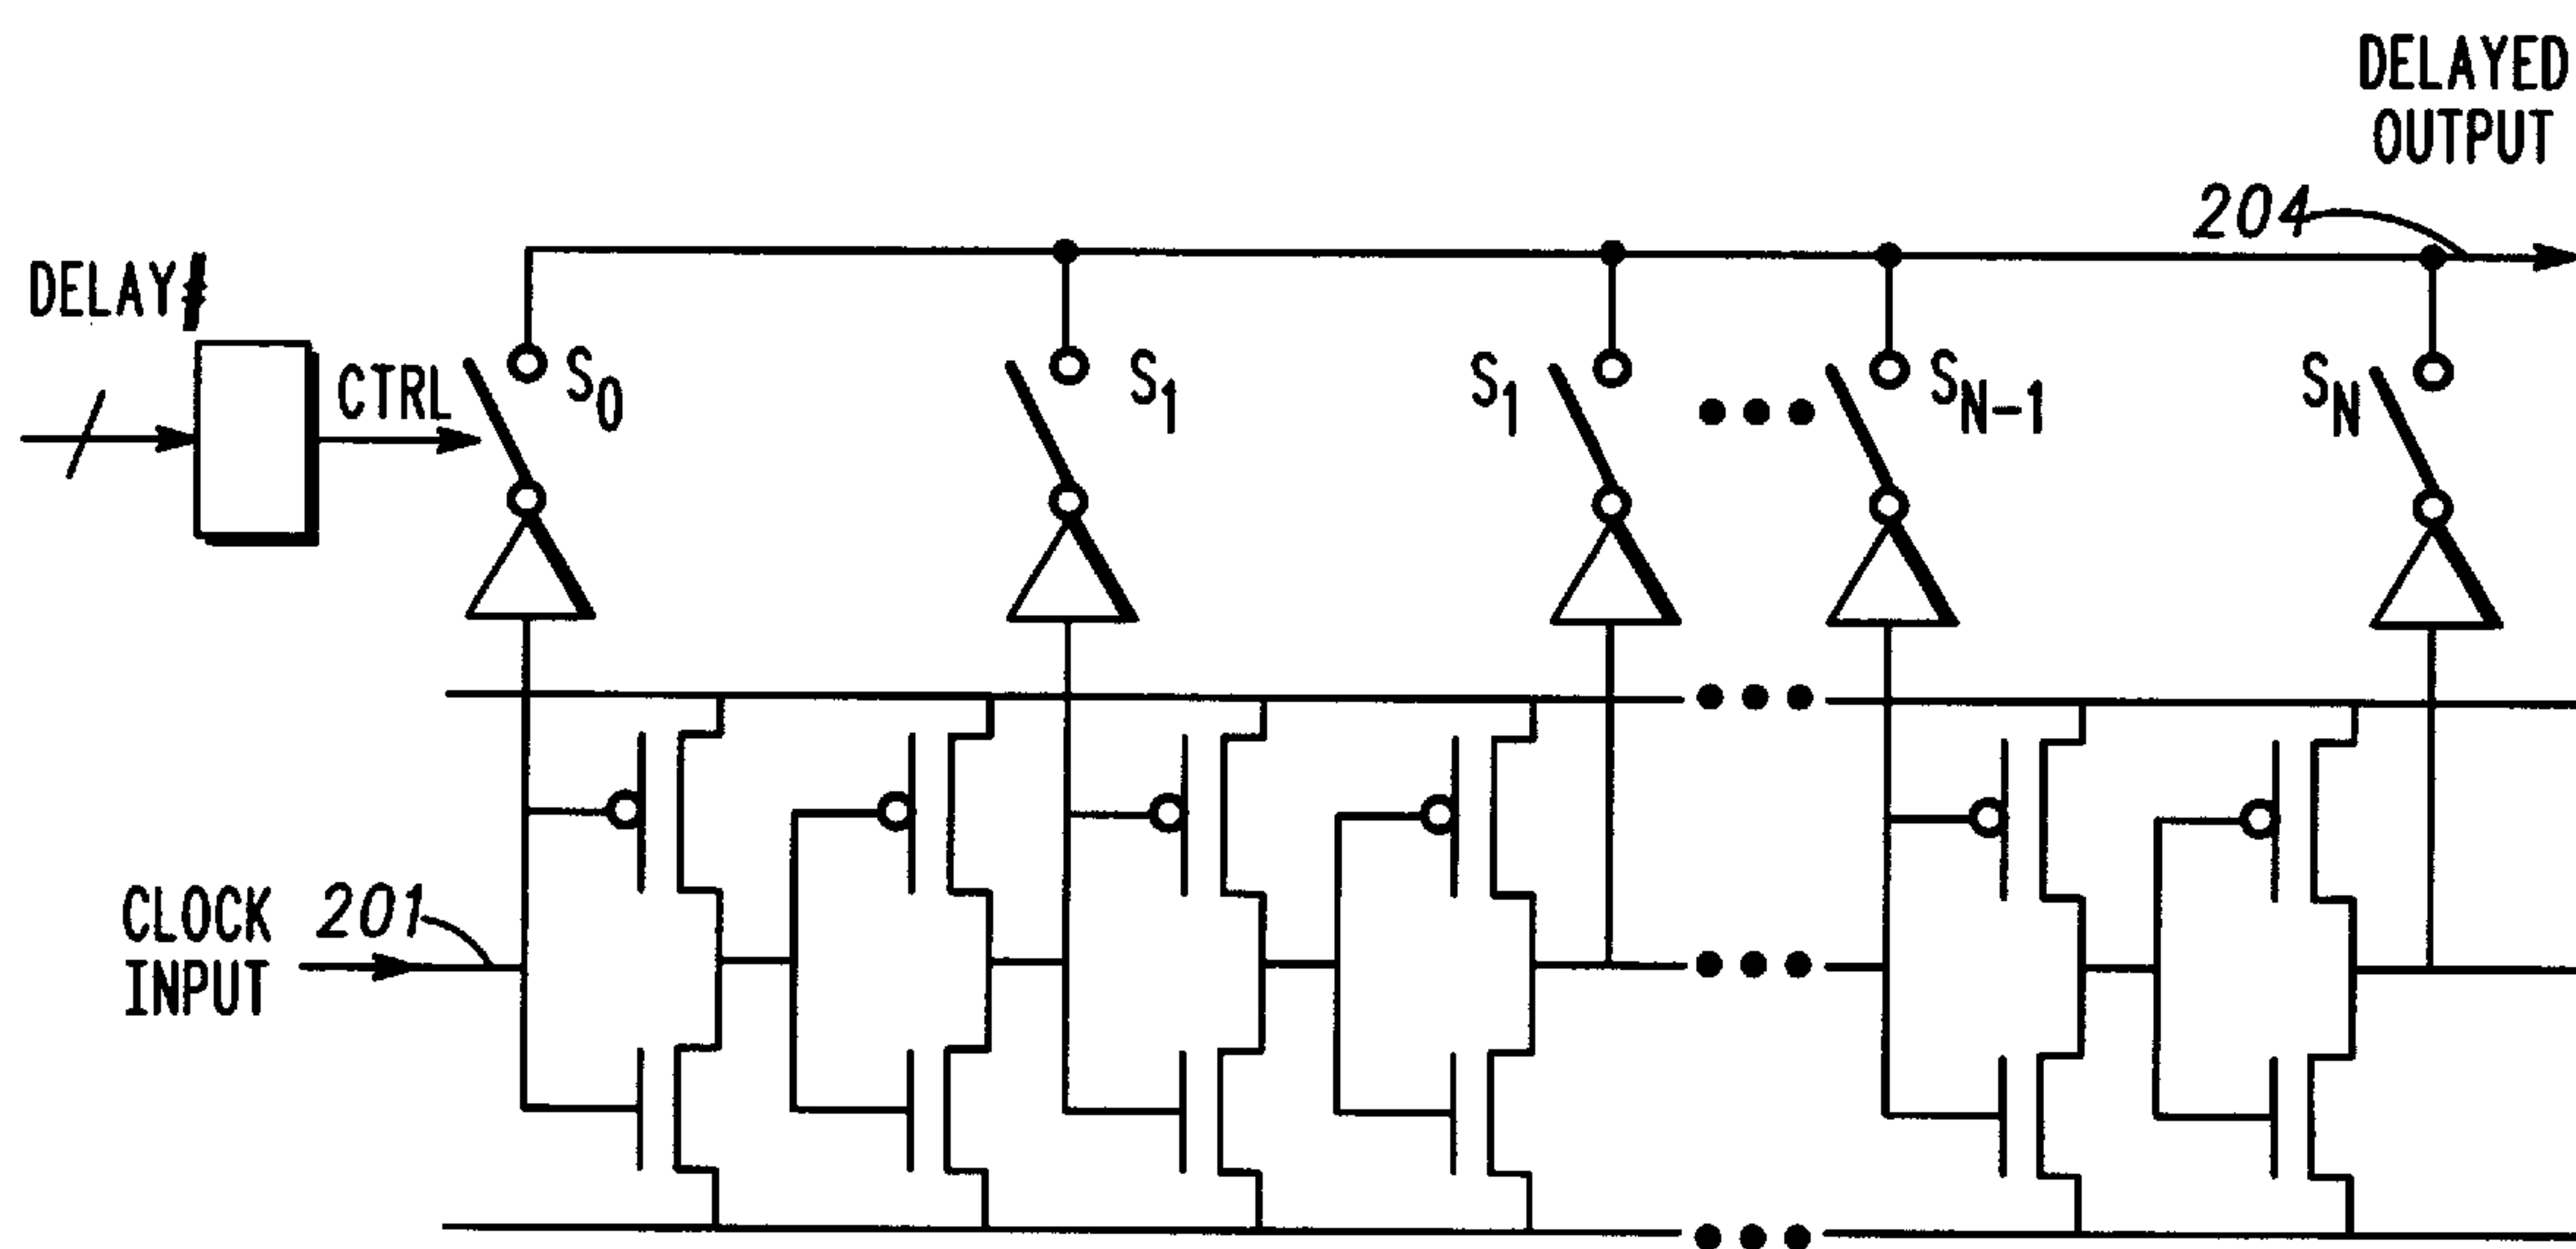 DELAYED
OUTPUT
204
DELAY#
CTRL
S0
S1
S1
SN-1
SN
CLOCK
INPUT
201